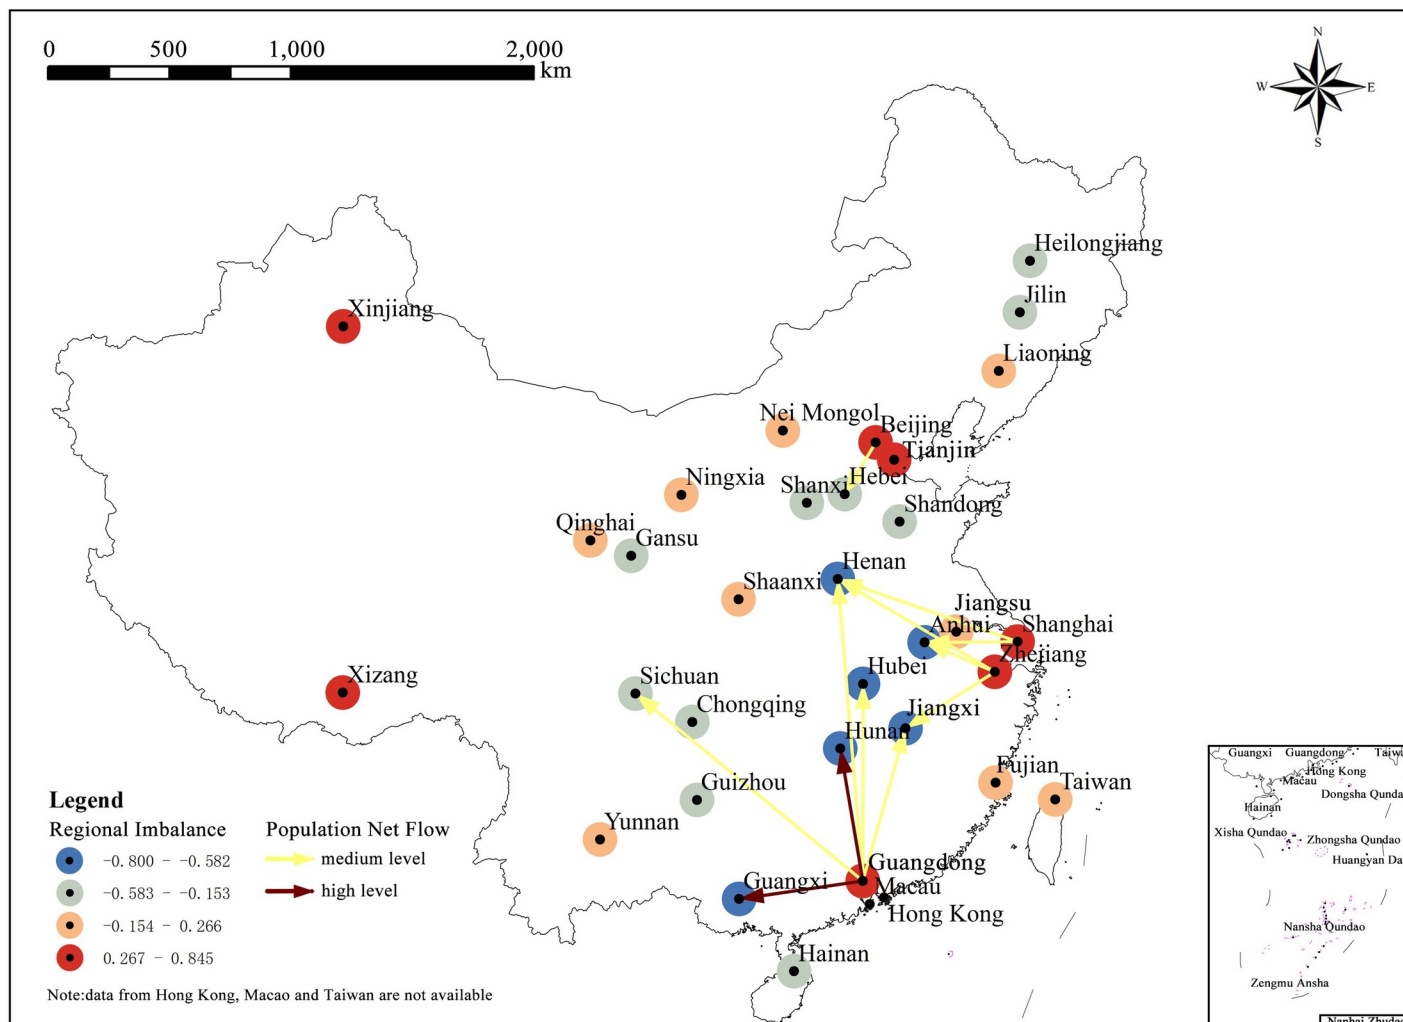 0 500 1,000 2,000
km
N
W E
S
Heilongjiang
Jilin
Xinjiang
Liaoning
Nei Mongol
Beijing
Tianjin
Ningxia
Shanxi
Hebei
Shandong
Qinghai
Gansu
Henan
Shaanxi
Jiangsu
Anhui
Shanghai
Zhejiang
Hubei
Xizang
Sichuan
Chongqing
Jiangxi
Hunan
Fujian
Taiwan
Guizhou
Yunnan
Guangdong
Guangxi
Macau
Hong Kong
Hainan
Legend
Regional Imbalance
-0.800 - -0.582
-0.583 - -0.153
-0.154 - 0.266
0.267 - 0.845
Population Net Flow
medium level
high level
Note:data from Hong Kong, Macao and Taiwan are not available
Guangxi Guangdong Taiw
Hong Kong
Macau
Hainan
Dongsha Qunda
Xisha Qundao
Zhongsha Qundao
Huangyan Da
Nansha Qundao
Zengmu Ansha